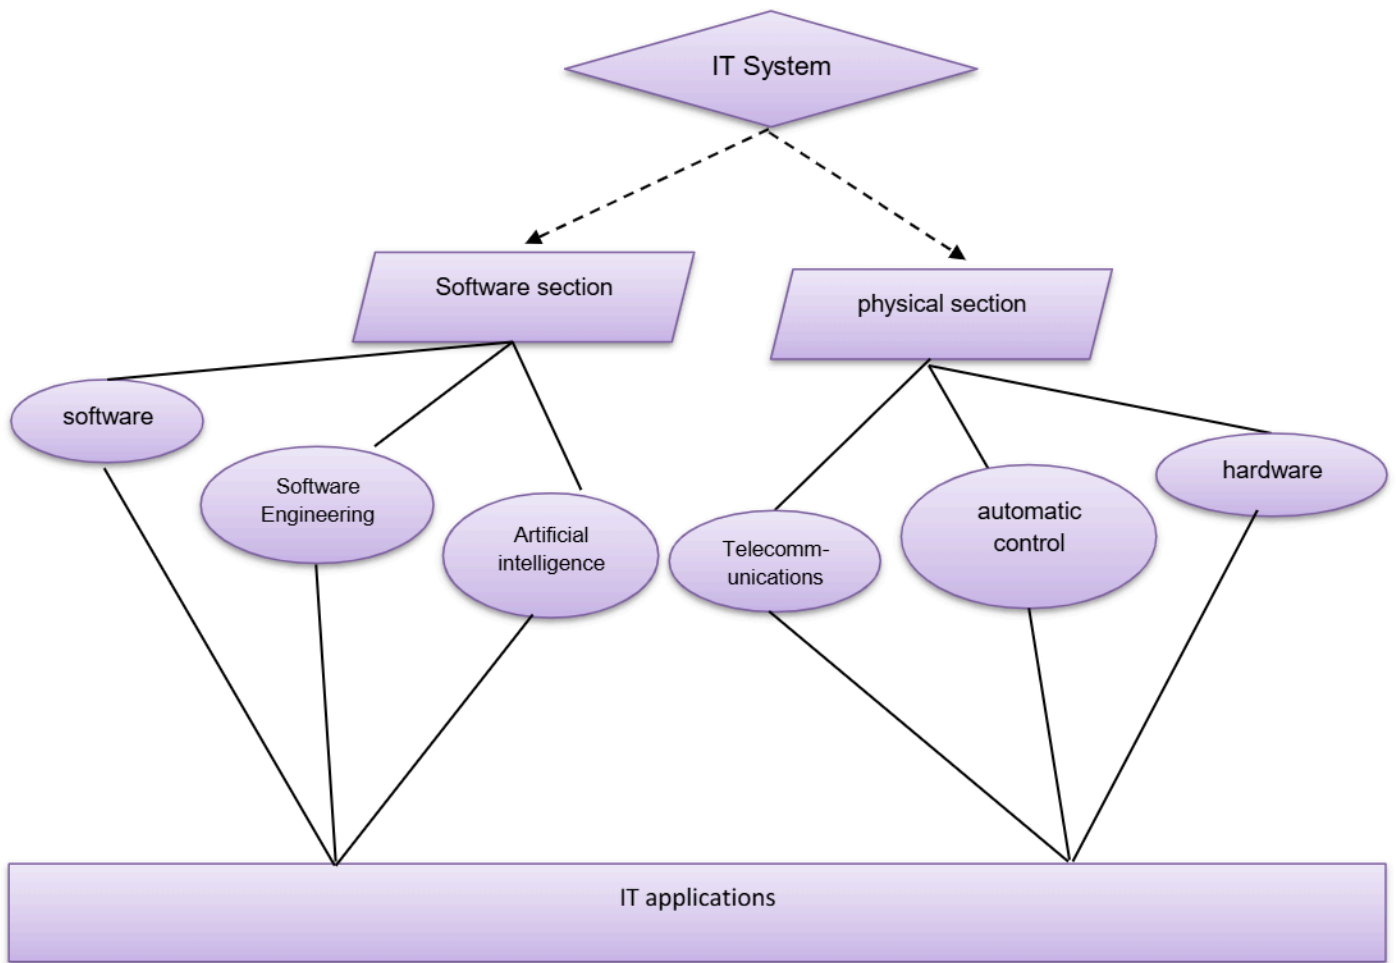 IT System
Software section
physical section
software
Software
Engineering
Artificial
intelligence
Telecomm-
unications
automatic
control
hardware
IT applications